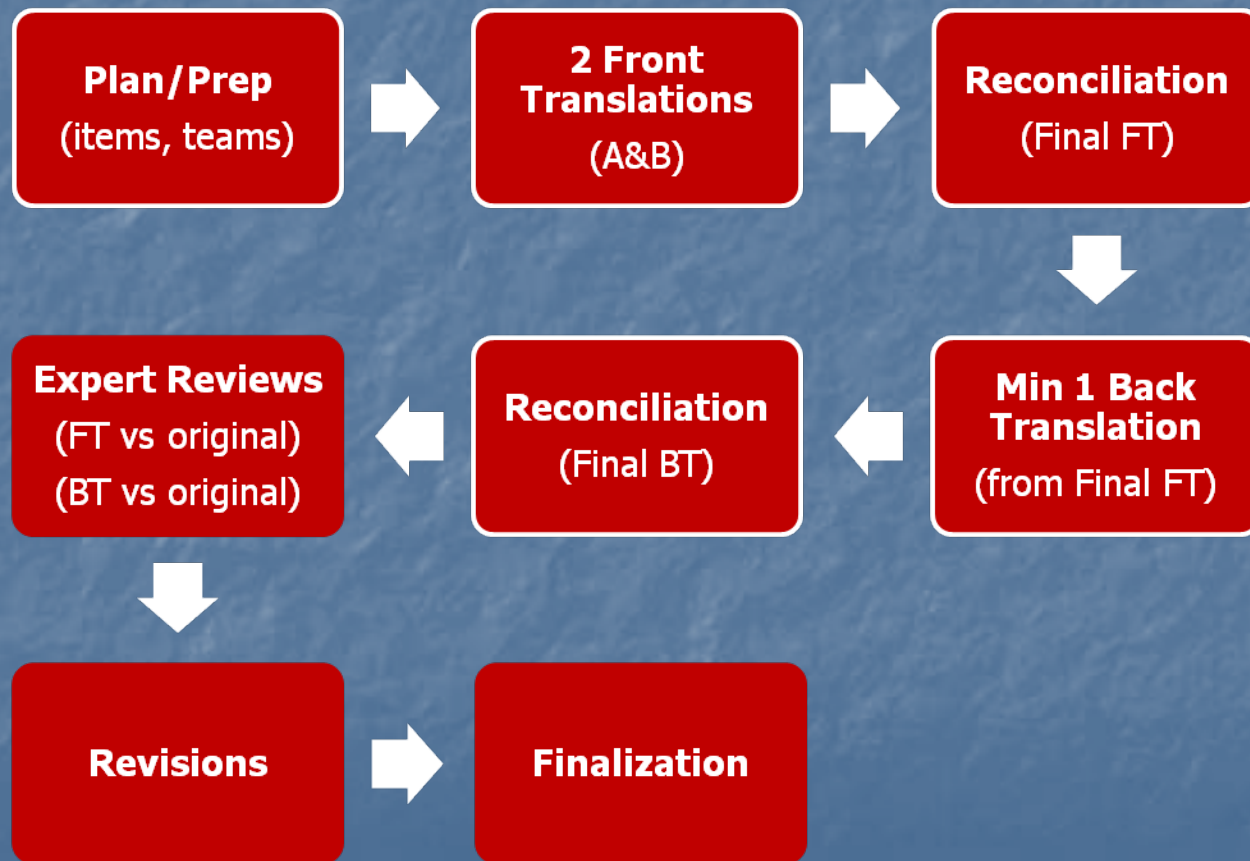 Plan/Prep
(items, teams)
2 Front
Translations
(A&B)
Reconciliation
(Final FT)
Min 1 Back
Translation
(from Final FT)
Reconciliation
(Final BT)
Expert Reviews
(FT vs original)
(BT vs original)
Revisions
Finalization